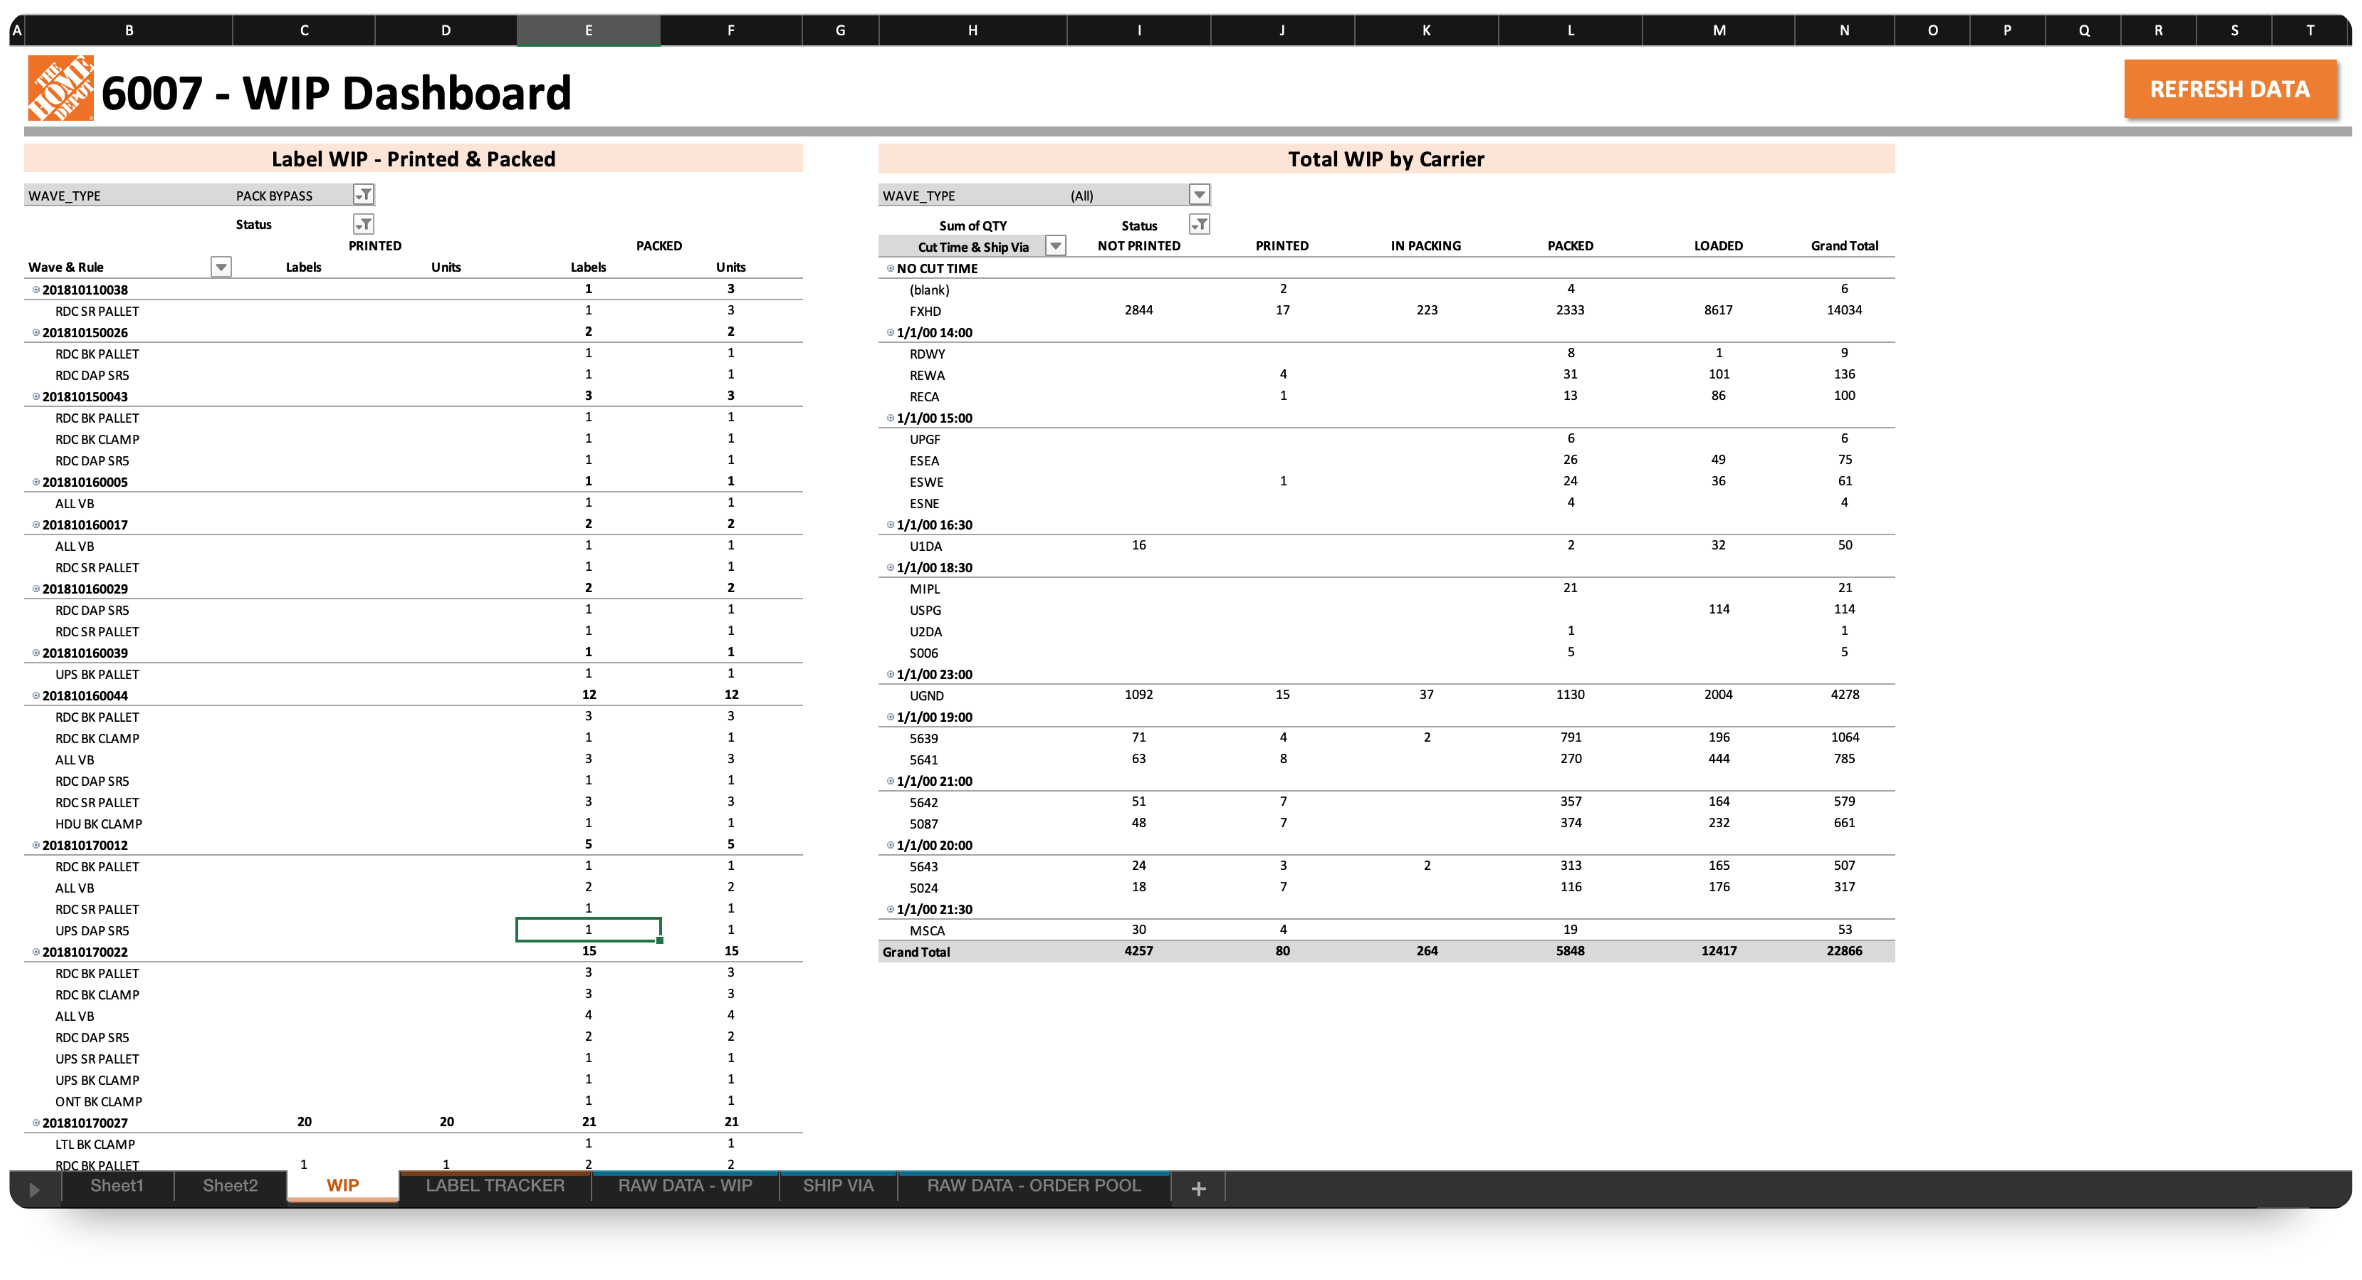 A B C D E F G H I J K L M N O P Q R S T
THE HOME DEPOT
6007 - WIP Dashboard
REFRESH DATA
Label WIP - Printed & Packed
WAVE_TYPE PACK BYPASS
Status
PRINTED PACKED
Wave & Rule Labels Units Labels Units
201810110038 1 3
RDC SR PALLET 1 3
201810150026 2 2
RDC BK PALLET 1 1
RDC DAP SR5 1 1
201810150043 3 3
RDC BK PALLET 1 1
RDC BK CLAMP 1 1
RDC DAP SR5 1 1
201810160005 1 1
ALL VB 1 1
201810160017 2 2
ALL VB 1 1
RDC SR PALLET 1 1
201810160029 2 2
RDC DAP SR5 1 1
RDC SR PALLET 1 1
201810160039 1 1
UPS BK PALLET 1 1
201810160044 12 12
RDC BK PALLET 3 3
RDC BK CLAMP 1 1
ALL VB 3 3
RDC DAP SR5 1 1
RDC SR PALLET 3 3
HDU BK CLAMP 1 1
201810170012 5 5
RDC BK PALLET 1 1
ALL VB 2 2
RDC SR PALLET 1 1
UPS DAP SR5 1 1
201810170022 15 15
RDC BK PALLET 3 3
RDC BK CLAMP 3 3
ALL VB 4 4
RDC DAP SR5 2 2
UPS SR PALLET 1 1
UPS BK CLAMP 1 1
ONT BK CLAMP 1 1
201810170027 20 20 21 21
LTL BK CLAMP 1 1
RDC BK PALLET 1 1 2 2
Total WIP by Carrier
WAVE_TYPE (All)
Sum of QTY Status
Cut Time & Ship Via NOT PRINTED PRINTED IN PACKING PACKED LOADED Grand Total
NO CUT TIME
(blank) 2 4 6
FXHD 2844 17 223 2333 8617 14034
1/1/00 14:00
RDWY 8 1 9
REWA 4 31 101 136
RECA 1 13 86 100
1/1/00 15:00
UPGF 6 6
ESEA 26 49 75
ESWE 1 24 36 61
ESNE 4 4
1/1/00 16:30
U1DA 16 2 32 50
1/1/00 18:30
MIPL 21 21
USPG 114 114
U2DA 1 1
S006 5 5
1/1/00 23:00
UGND 1092 15 37 1130 2004 4278
1/1/00 19:00
5639 71 4 2 791 196 1064
5641 63 8 270 444 785
1/1/00 21:00
5642 51 7 357 164 579
5087 48 7 374 232 661
1/1/00 20:00
5643 24 3 2 313 165 507
5024 18 7 116 176 317
1/1/00 21:30
MSCA 30 4 19 53
Grand Total 4257 80 264 5848 12417 22866
Sheet1 Sheet2 WIP LABEL TRACKER RAW DATA - WIP SHIP VIA RAW DATA - ORDER POOL +